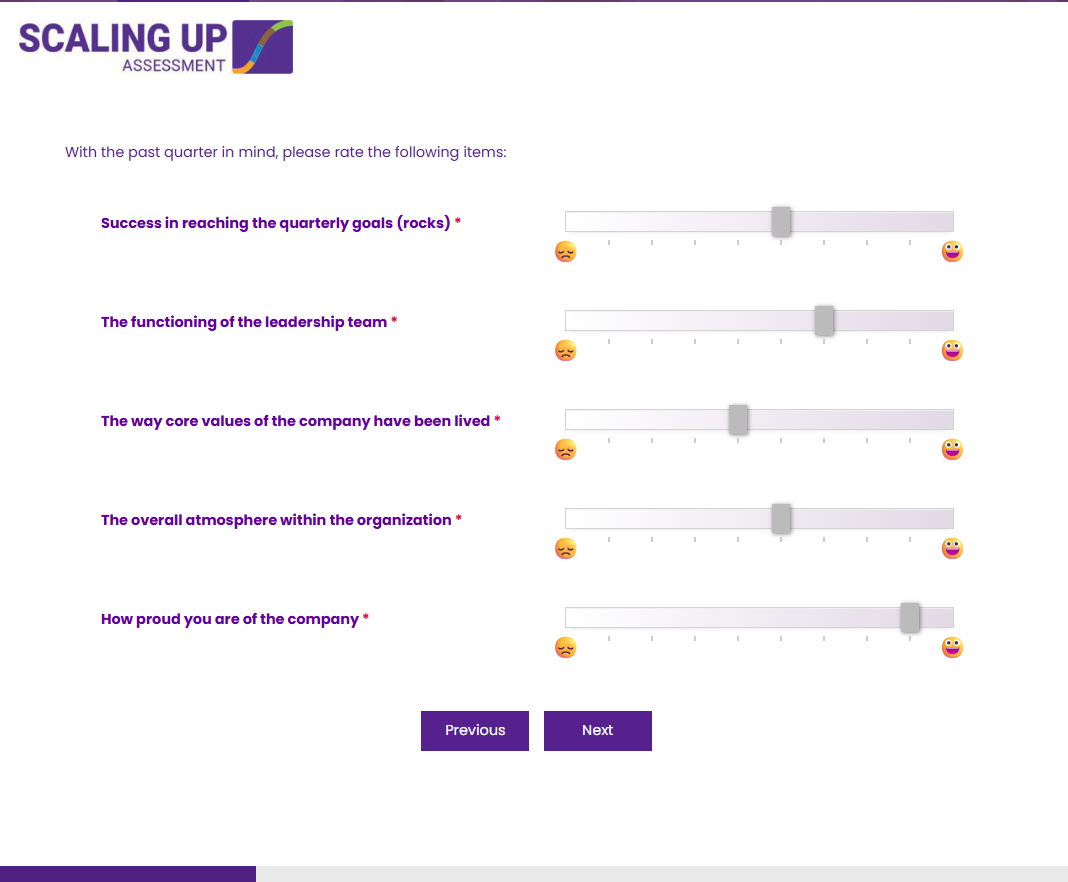 SCALING UP
ASSESSMENT
With the past quarter in mind, please rate the following items:
Success in reaching the quarterly goals (rocks) *
The functioning of the leadership team *
The way core values of the company have been lived *
The overall atmosphere within the organization *
How proud you are of the company *
Previous
Next